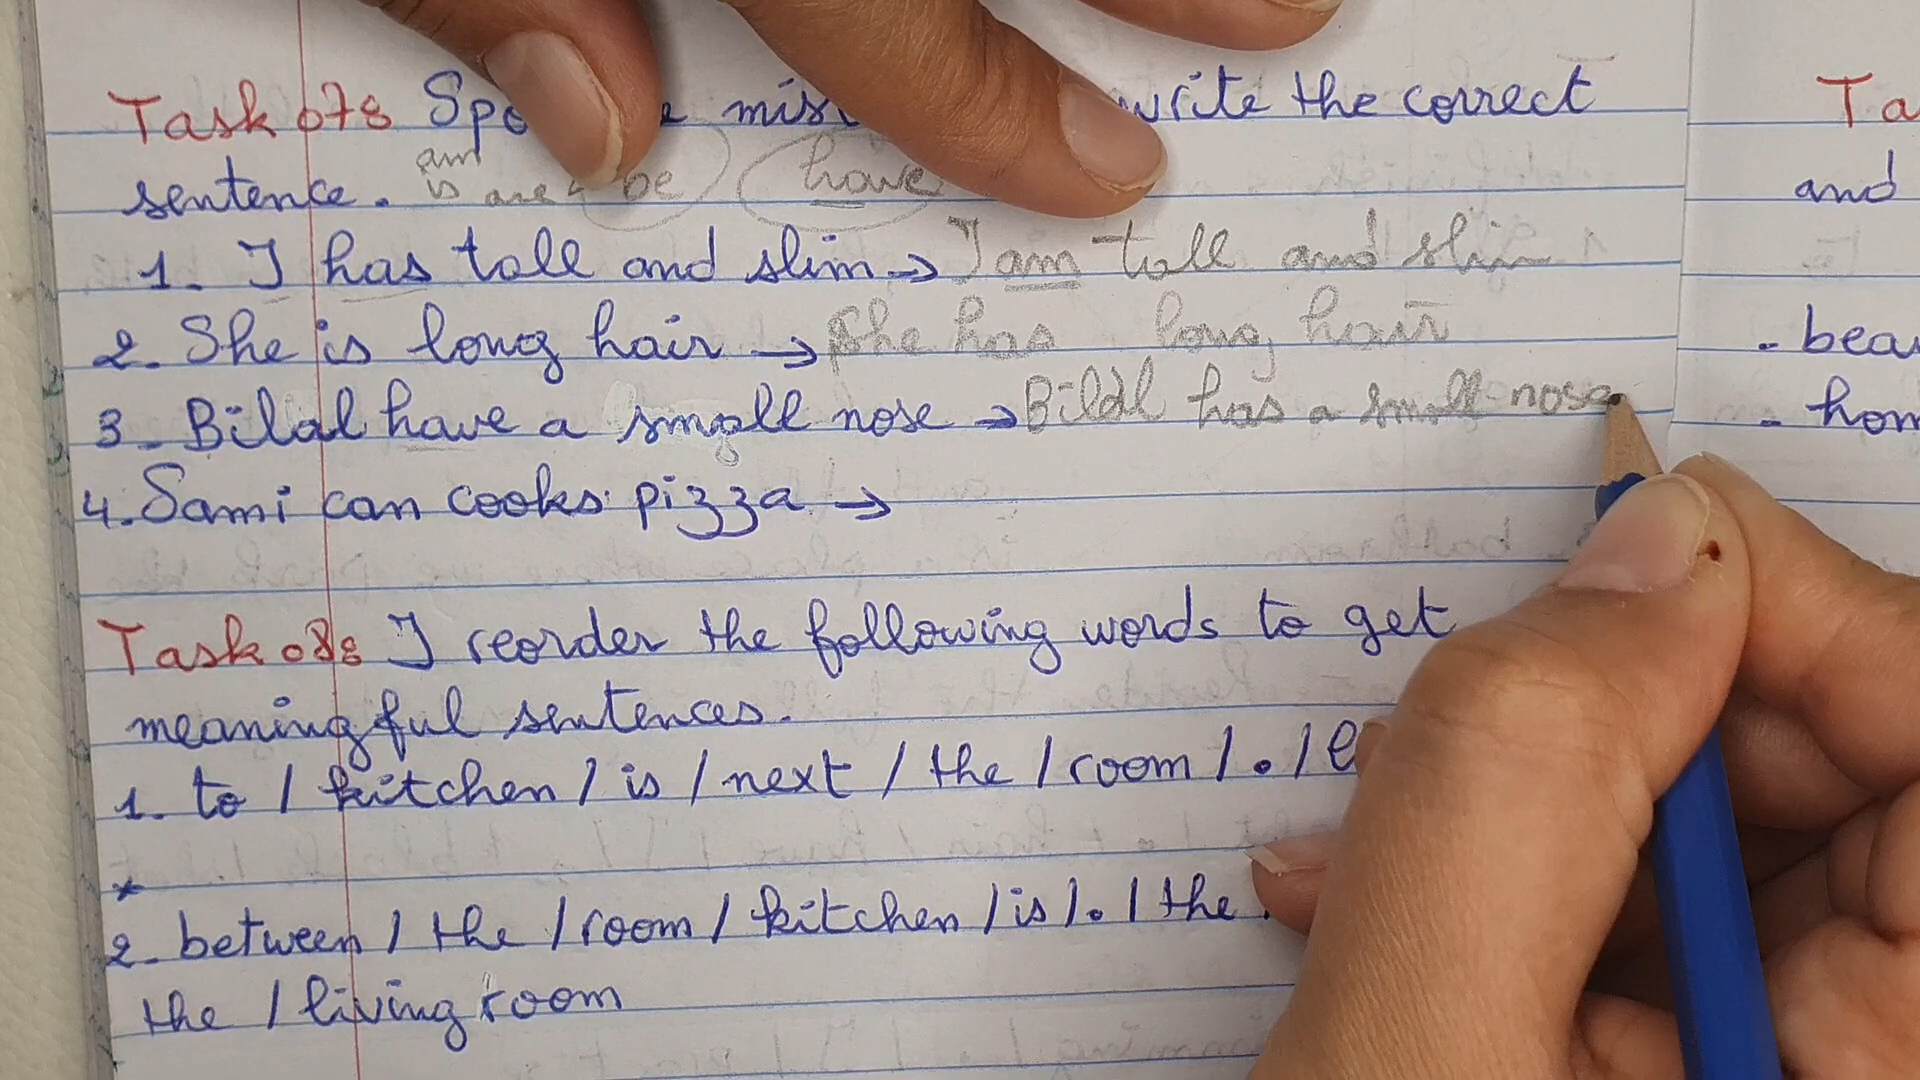 Task 07: Spo mis write the correct
am
sentence. is are be have
1. I has tall and slim → I am tall and slim
2. She is long hair → She has long hair
3. Bilal have a small nose → Bilal has a small nose
4. Sami can cooks pizza →
Task 08: I reorder the following words to get
meaningful sentences.
1. to / kitchen / is / next / the / room / . /
2. between / the / room / kitchen / is / . / the
the / living room
Ta
and
- bea
- hom